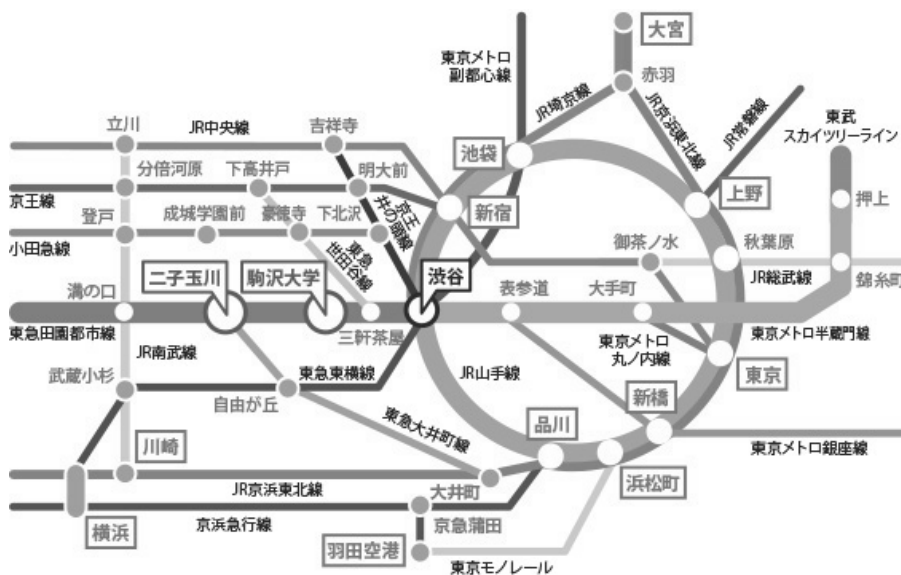 大宮
東京メトロ
副都心線
赤羽
JR埼京線
JR京浜東北線
JR常磐線
東武
スカイツリーライン
立川
JR中央線
吉祥寺
池袋
分倍河原
下高井戸
明大前
京王線
新宿
上野
押上
登戸
成城学園前
豪徳寺
下北沢
京王
井の頭線
小田急線
東急
世田谷線
御茶ノ水
秋葉原
JR総武線
錦糸町
二子玉川
駒沢大学
渋谷
溝の口
表参道
大手町
東急田園都市線
三軒茶屋
東京メトロ半蔵門線
JR南武線
東京メトロ
丸ノ内線
東急東横線
JR山手線
東京
武蔵小杉
自由が丘
新橋
東急大井町線
品川
川崎
東京メトロ銀座線
JR京浜東北線
大井町
浜松町
横浜
京浜急行線
京急蒲田
羽田空港
東京モノレール